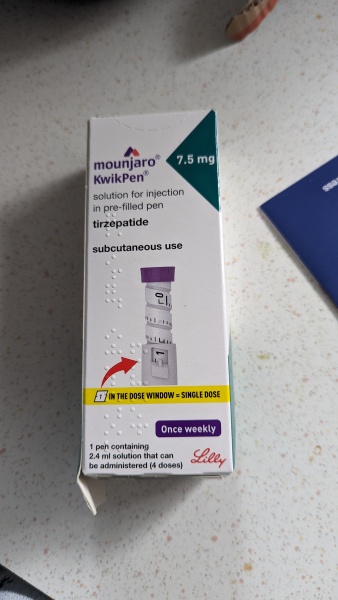 mounjaro®
KwikPen®
7.5 mg
solution for injection
in pre-filled pen
tirzepatide
subcutaneous use
1
1 IN THE DOSE WINDOW = SINGLE DOSE
Once weekly
1 pen containing
2.4 ml solution that can
be administered (4 doses)
Lilly